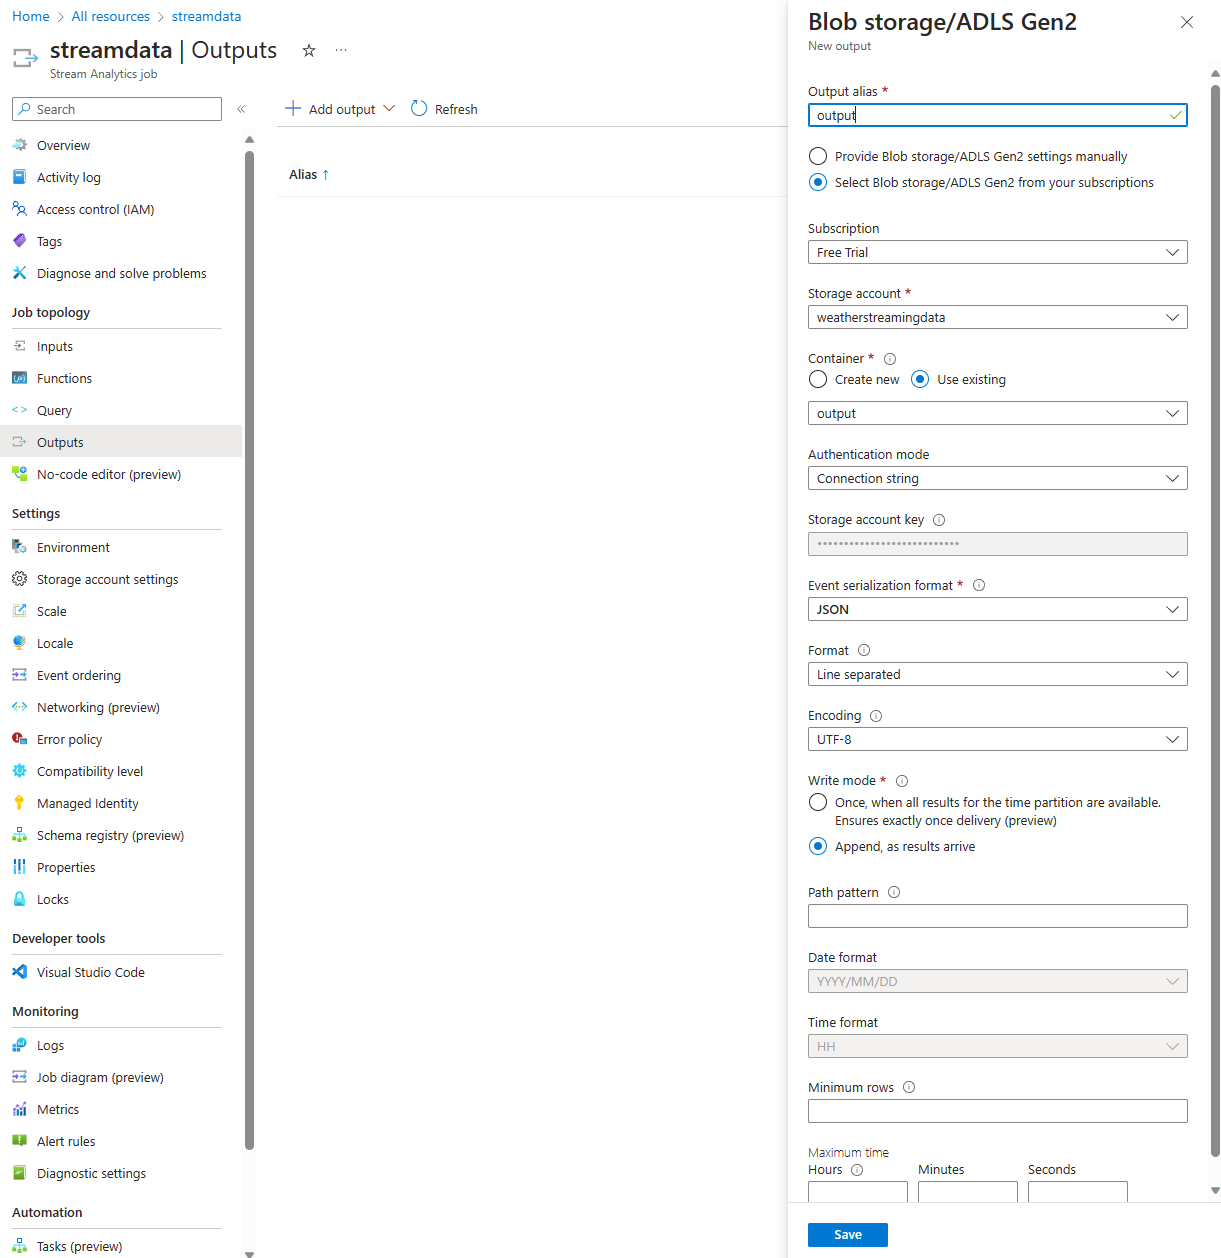 Home > All resources > streamdata
streamdata | Outputs ☆ ···
Stream Analytics job
Search «
Overview
Activity log
Access control (IAM)
Tags
Diagnose and solve problems
Job topology
Inputs
Functions
Query
Outputs
No-code editor (preview)
Settings
Environment
Storage account settings
Scale
Locale
Event ordering
Networking (preview)
Error policy
Compatibility level
Managed Identity
Schema registry (preview)
Properties
Locks
Developer tools
Visual Studio Code
Monitoring
Logs
Job diagram (preview)
Metrics
Alert rules
Diagnostic settings
Automation
Tasks (preview)
+ Add output Refresh
Alias ↑
Blob storage/ADLS Gen2
New output
Output alias *
output
Provide Blob storage/ADLS Gen2 settings manually
Select Blob storage/ADLS Gen2 from your subscriptions
Subscription
Free Trial
Storage account *
weatherstreamingdata
Container *
Create new Use existing
output
Authentication mode
Connection string
Storage account key
•••••••••••••••••••••••••••
Event serialization format *
JSON
Format
Line separated
Encoding
UTF-8
Write mode *
Once, when all results for the time partition are available.
Ensures exactly once delivery (preview)
Append, as results arrive
Path pattern
Date format
YYYY/MM/DD
Time format
HH
Minimum rows
Maximum time
Hours Minutes Seconds
Save